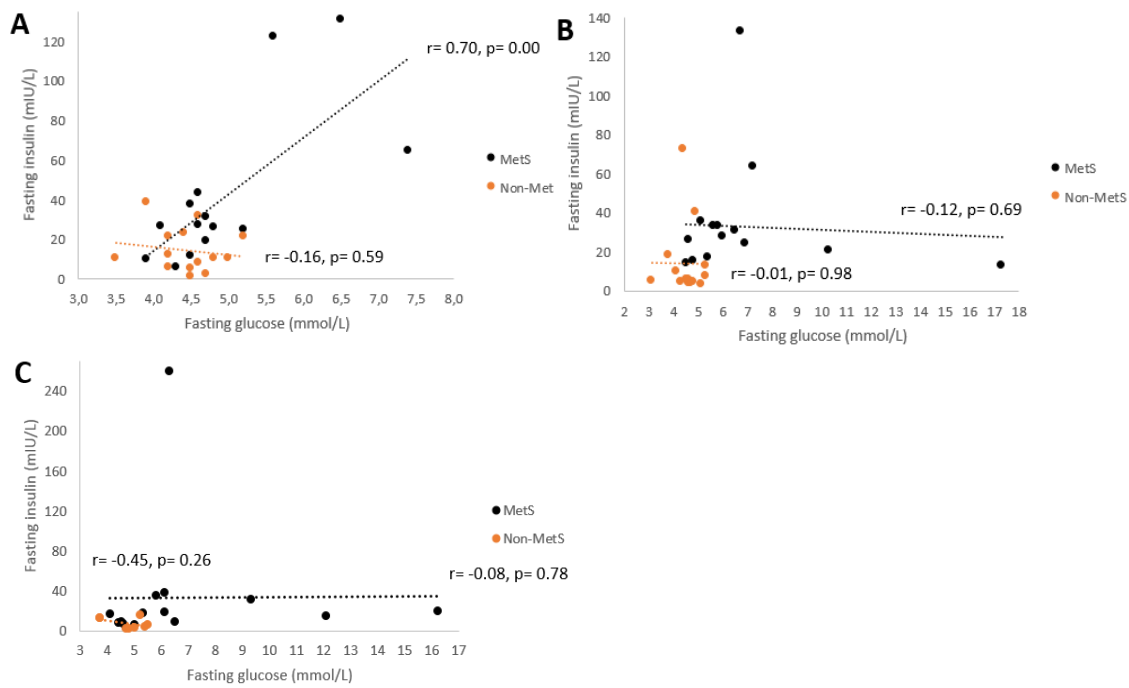 A
Fasting insulin (mIU/L)
120
100
80
60
40
20
0
3,0 3,5 4,0 4,5 5,0 5,5 6,0 6,5 7,0 7,5 8,0
Fasting glucose (mmol/L)
r= 0.70, p= 0.00
r= -0.16, p= 0.59
MetS
Non-Met
B
Fasting insulin (mIU/L)
140
120
100
80
60
40
20
0
2 3 4 5 6 7 8 9 10 11 12 13 14 15 16 17 18
Fasting glucose (mmol/L)
r= -0.12, p= 0.69
r= -0.01, p= 0.98
MetS
Non-MetS
C
Fasting insulin (mIU/L)
240
200
160
120
80
40
0
3 4 5 6 7 8 9 10 11 12 13 14 15 16 17
Fasting glucose (mmol/L)
r= -0.45, p= 0.26
r= -0.08, p= 0.78
MetS
Non-MetS